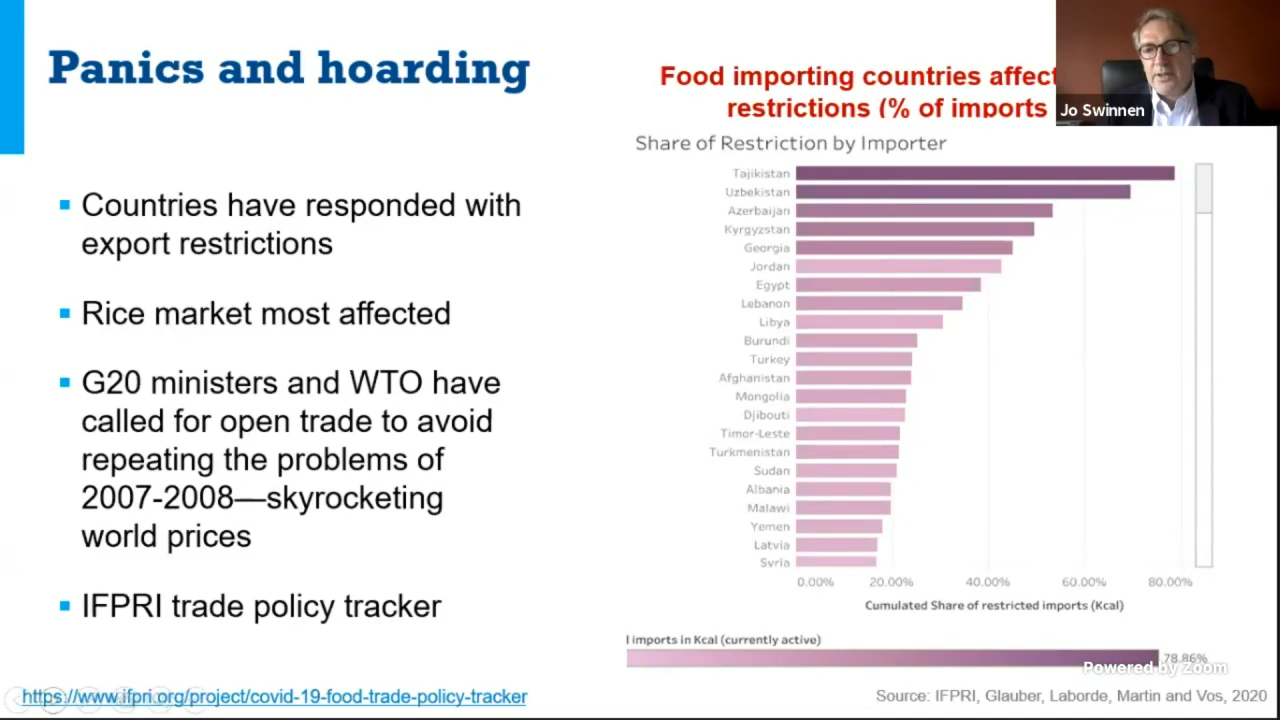 Panics and hoarding
Countries have responded with
export restrictions
Rice market most affected
G20 ministers and WTO have
called for open trade to avoid
repeating the problems of
2007-2008—skyrocketing
world prices
IFPRI trade policy tracker
https://www.ifpri.org/project/covid-19-food-trade-policy-tracker
Food importing countries affect
restrictions (% of imports
Jo Swinnen
Share of Restriction by Importer
Tajikistan
Uzbekistan
Azerbaijan
Kyrgyzstan
Georgia
Jordan
Egypt
Lebanon
Libya
Burundi
Turkey
Afghanistan
Mongolia
Djibouti
Timor-Leste
Turkmenistan
Sudan
Albania
Malawi
Yemen
Latvia
Syria
0.00% 20.00% 40.00% 60.00% 80.00%
Cumulated Share of restricted imports (Kcal)
l imports in Kcal (currently active)
78.86%
Powered by Zoom
Source: IFPRI, Glauber, Laborde, Martin and Vos, 2020